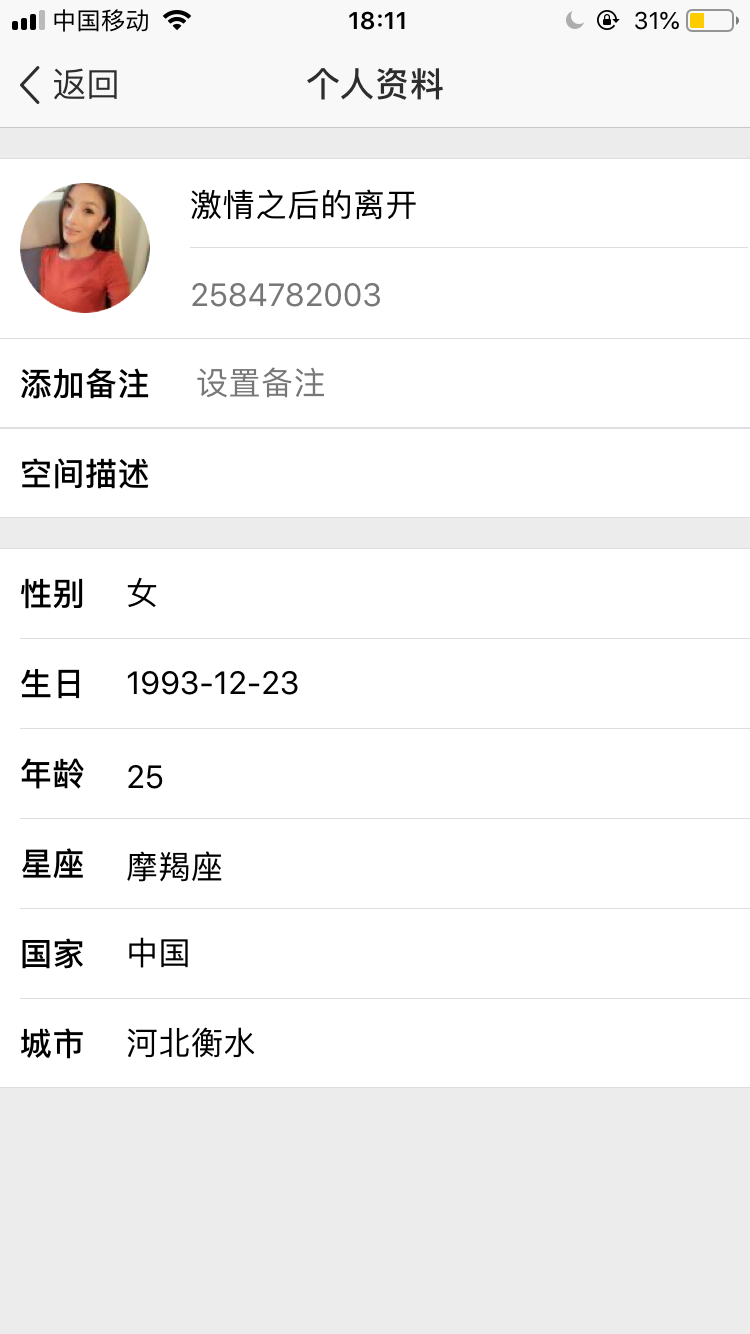 中国移动 18:11 31%
返回 个人资料
激情之后的离开
2584782003
添加备注 设置备注
空间描述
性别 女
生日 1993-12-23
年龄 25
星座 摩羯座
国家 中国
城市 河北衡水